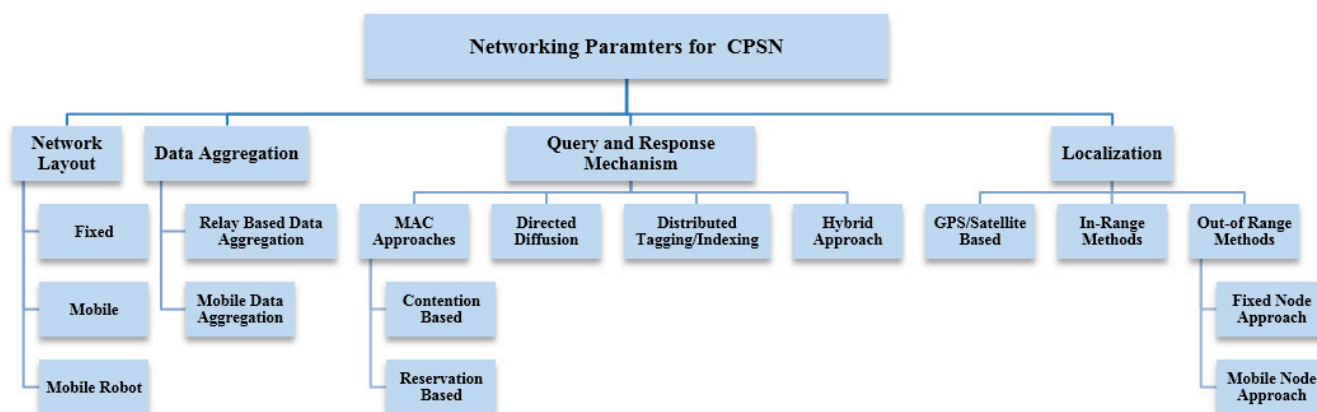 Networking Paramters for CPSN
Network
Layout
Data Aggregation
Query and Response
Mechanism
Localization
Fixed
Relay Based Data
Aggregation
MAC
Approaches
Directed
Diffusion
Distributed
Tagging/Indexing
Hybrid
Approach
GPS/Satellite
Based
In-Range
Methods
Out-of Range
Methods
Mobile
Mobile Data
Aggregation
Contention
Based
Fixed Node
Approach
Mobile Robot
Reservation
Based
Mobile Node
Approach